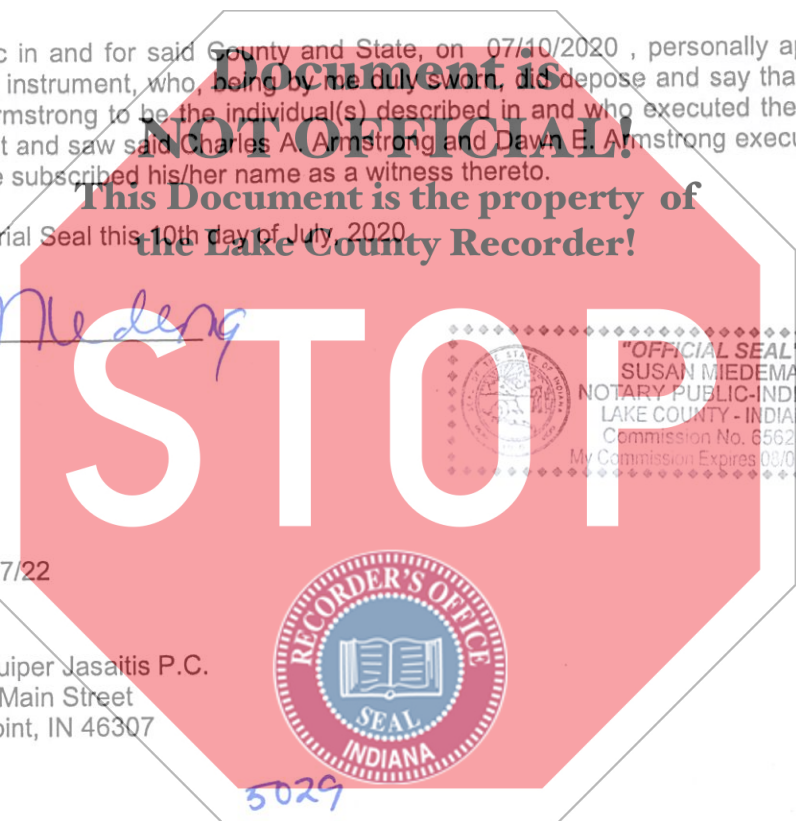 c in and for said County and State, on 07/10/2020 , personally ap
Document is
instrument, who, being by me duly sworn, did depose and say tha
rmstrong to be the individual(s) described in and who executed the
NOT OFFICIAL!
t and saw said Charles A. Armstrong and Dawn E. Armstrong execu
e subscribed his/her name as a witness thereto.
This Document is the property of
rial Seal this 10th day of July, 2020
the Lake County Recorder!
STOP
"OFFICIAL SEAL"
SUSAN MIEDEMA
NOTARY PUBLIC-INDI
LAKE COUNTY - INDIA
Commission No. 6562
My Commission Expires 08/0
7/22
RECORDER'S OFFICE
SEAL
INDIANA
uiper Jasaitis P.C.
Main Street
oint, IN 46307
5029